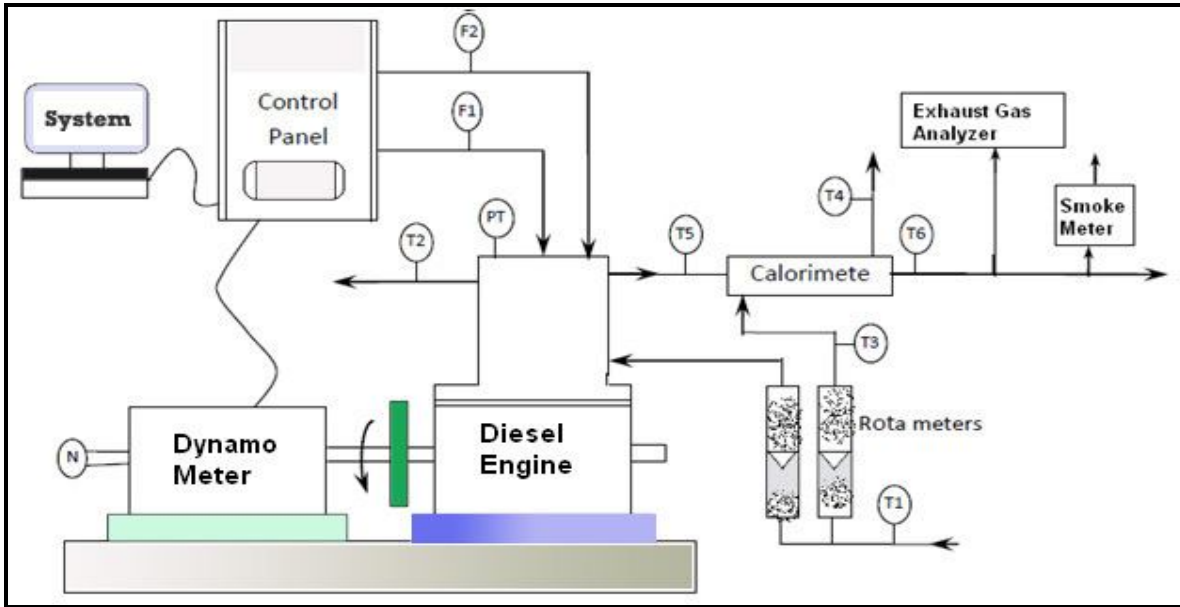 F2
System
Control
Panel
F1
Exhaust Gas
Analyzer
T4
Smoke
Meter
PT
T2
T5
T6
Calorimete
T3
Rota meters
Dynamo
Meter
Diesel
Engine
N
T1